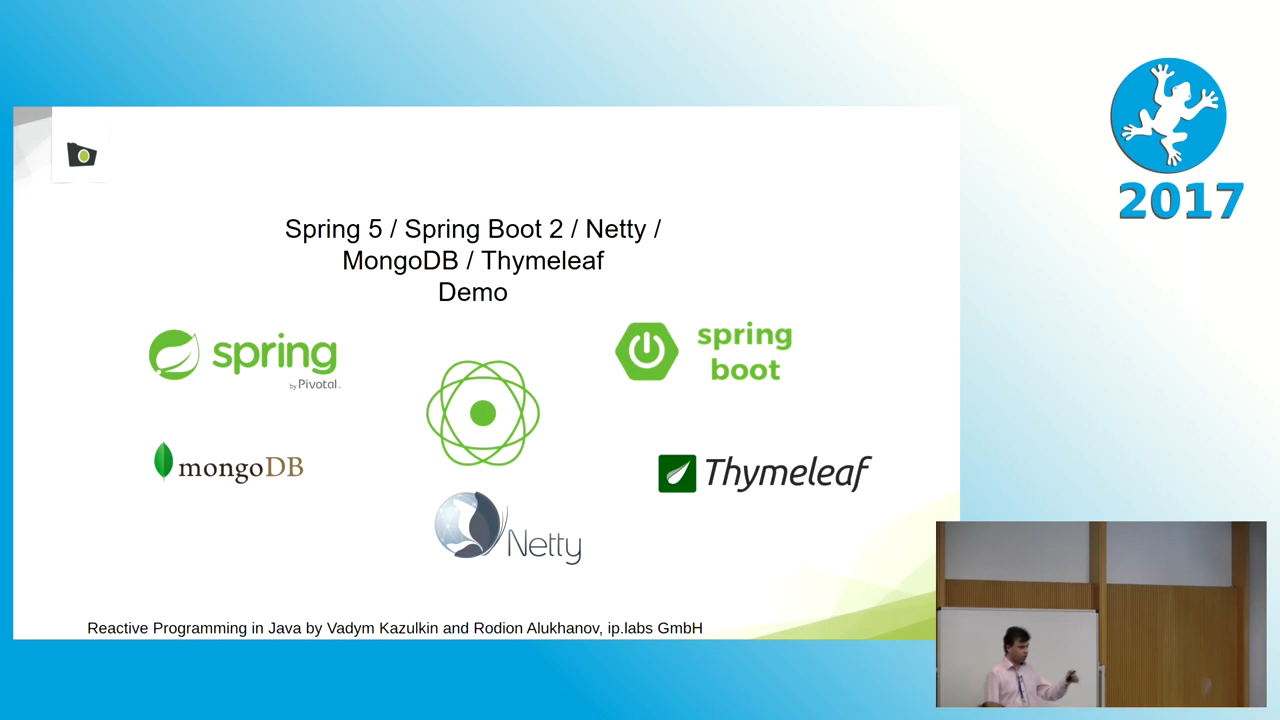 2017
Spring 5 / Spring Boot 2 / Netty /
MongoDB / Thymeleaf
Demo
spring
by Pivotal.
spring
boot
mongoDB
Thymeleaf
Netty
Reactive Programming in Java by Vadym Kazulkin and Rodion Alukhanov, ip.labs GmbH